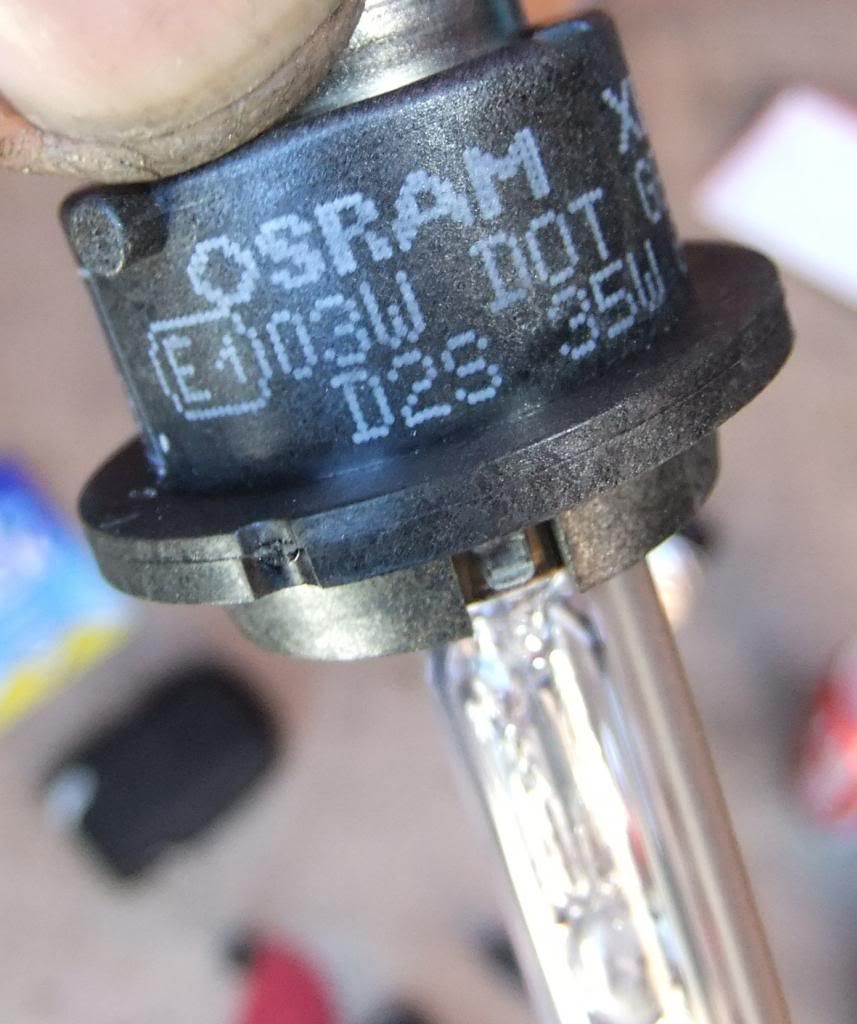 OSRAM X
E1 03W DOT G
D2S 35W